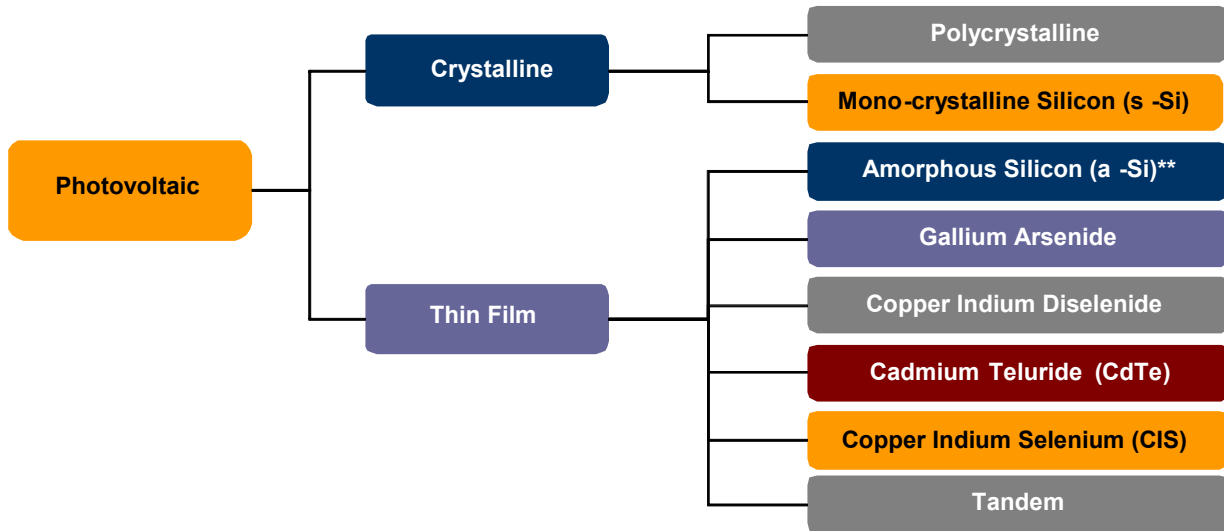 Photovoltaic
Crystalline
Polycrystalline
Mono-crystalline Silicon (s -Si)
Thin Film
Amorphous Silicon (a -Si)**
Gallium Arsenide
Copper Indium Diselenide
Cadmium Teluride (CdTe)
Copper Indium Selenium (CIS)
Tandem